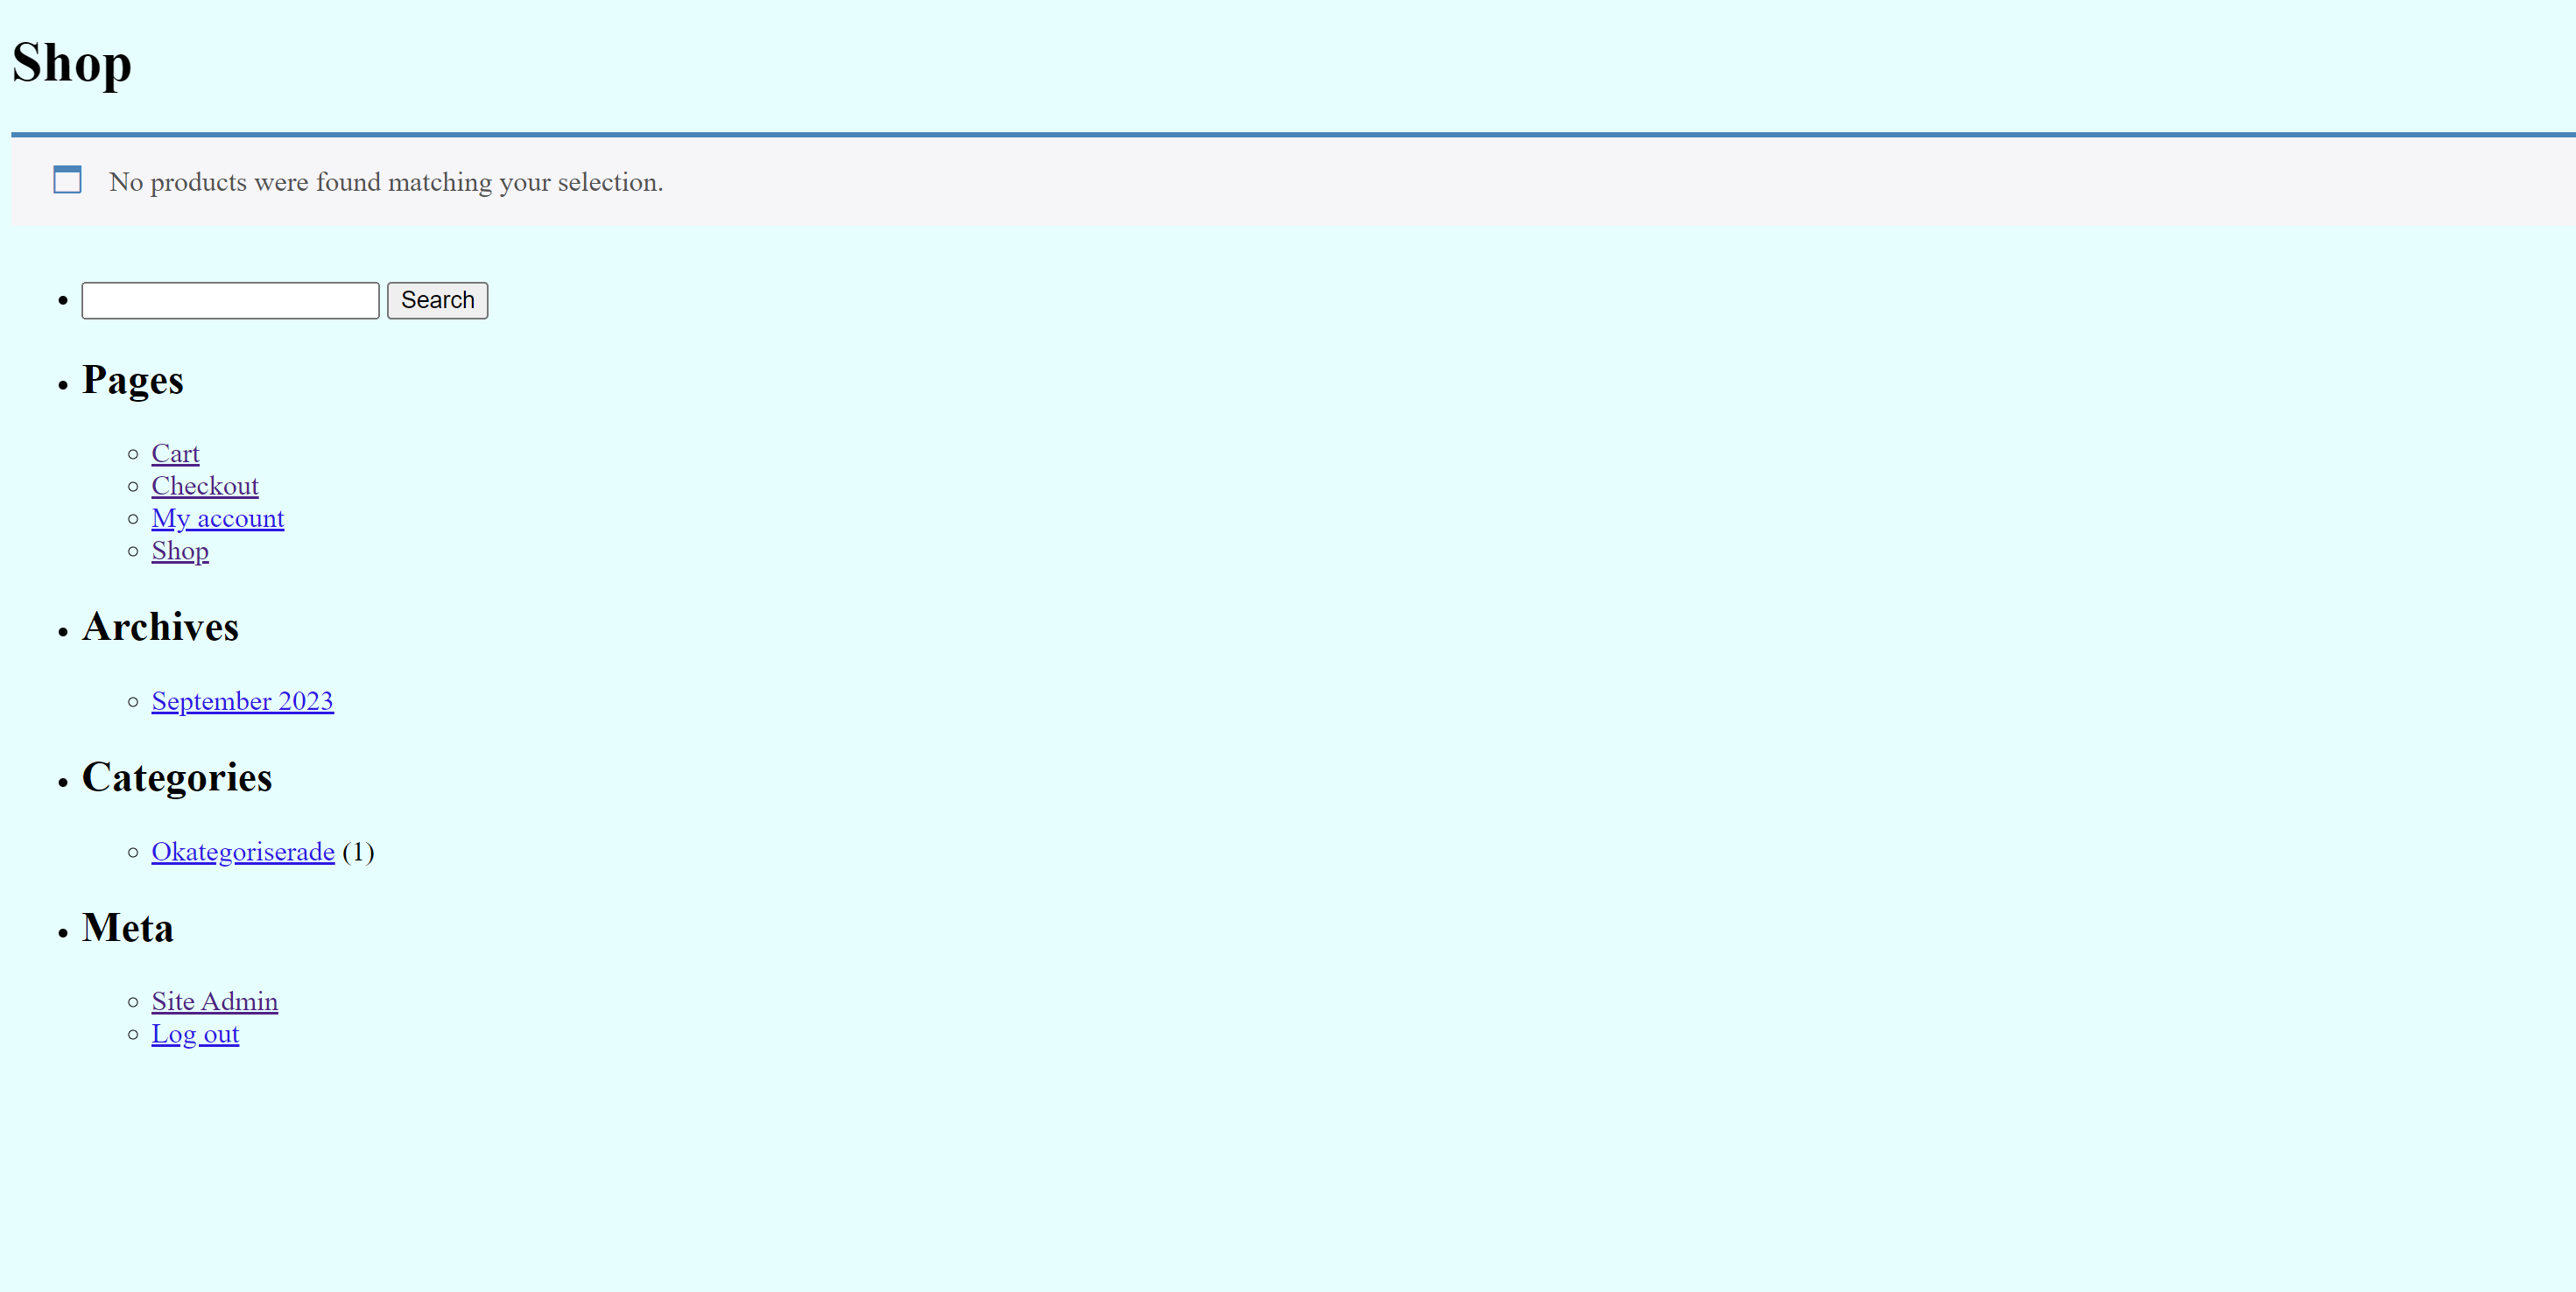 Shop
No products were found matching your selection.
Search
Pages
Cart
Checkout
My account
Shop
Archives
September 2023
Categories
Okategoriserade (1)
Meta
Site Admin
Log out